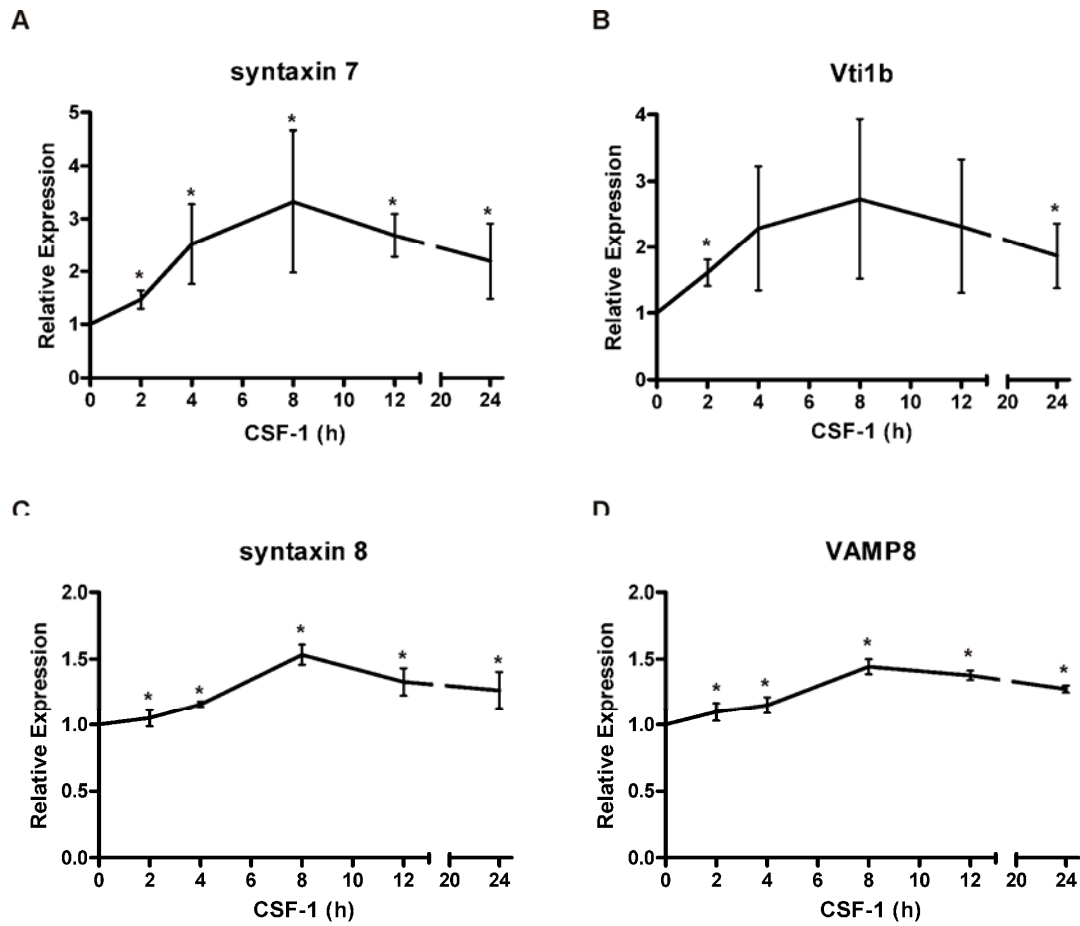 A
syntaxin 7
Relative Expression
5
4
3
2
1
0
* * * * *
0 2 4 6 8 10 12 20 24
CSF-1 (h)
B
Vti1b
Relative Expression
4
3
2
1
0
* *
0 2 4 6 8 10 12 20 24
CSF-1 (h)
C
syntaxin 8
Relative Expression
2.0
1.5
1.0
0.5
0.0
* * * * *
0 2 4 6 8 10 12 20 24
CSF-1 (h)
D
VAMP8
Relative Expression
2.0
1.5
1.0
0.5
0.0
* * * * *
0 2 4 6 8 10 12 20 24
CSF-1 (h)